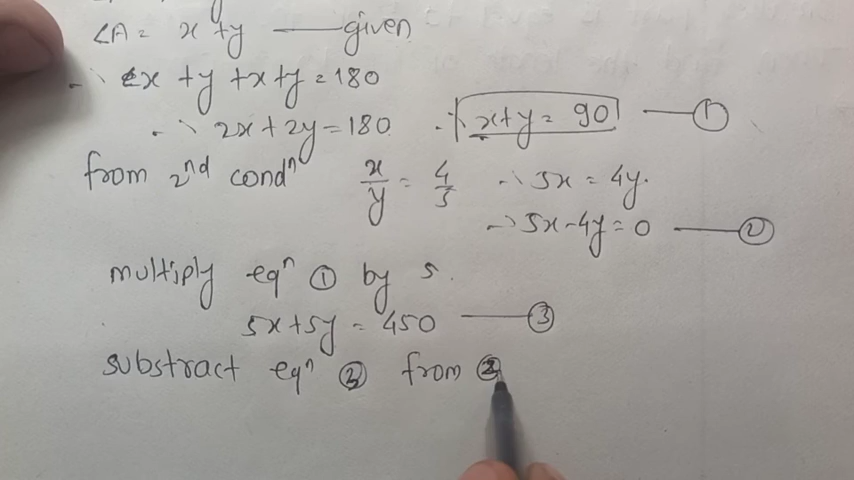 ∠A = x + y —— given
∴ x + y + x + y = 180
∴ 2x + 2y = 180 ∴ x + y = 90 —— ①
from 2nd condn x/y = 4/5 ∴ 5x = 4y.
∴ 5x - 4y = 0 —— ②
multiply eqn ① by 5.
5x + 5y = 450 —— ③
substract eqn ③ from ②